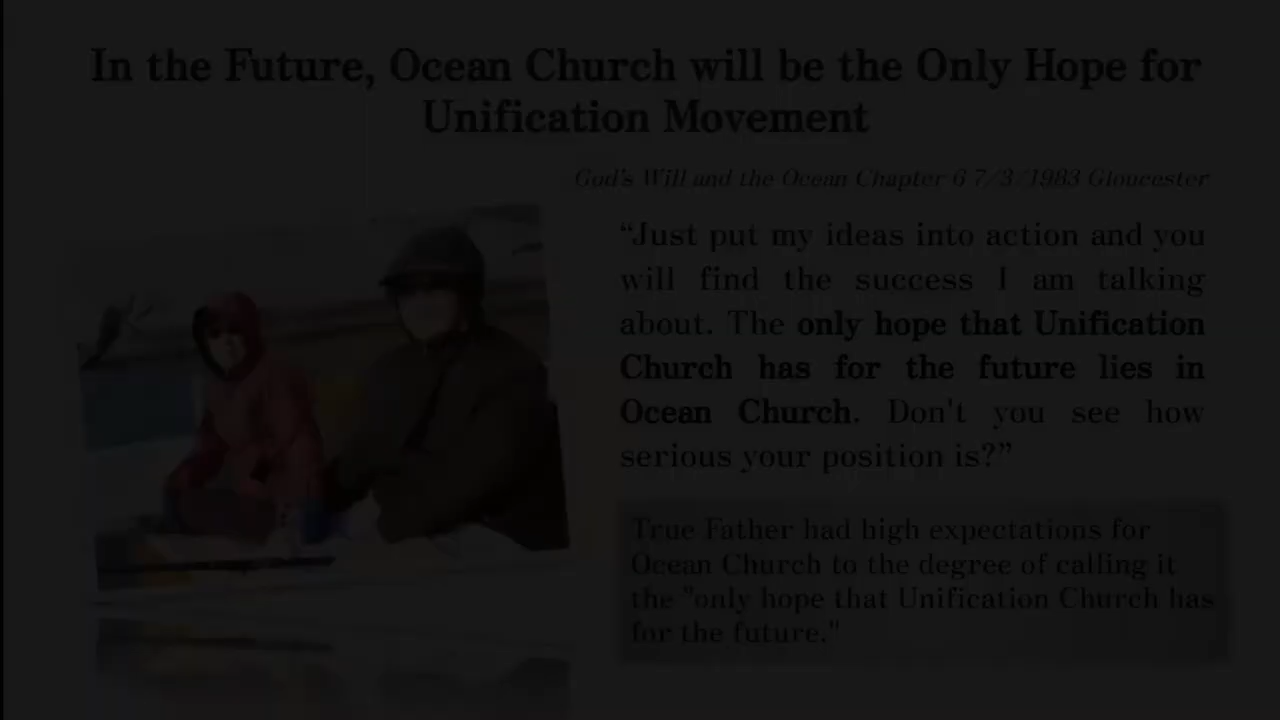 In the Future, Ocean Church will be the Only Hope for
Unification Movement
God's Will and the Ocean Chapter 6 7/3/1983 Gloucester
“Just put my ideas into action and you
will find the success I am talking
about. The only hope that Unification
Church has for the future lies in
Ocean Church. Don't you see how
serious your position is?”
True Father had high expectations for
Ocean Church to the degree of calling it
the "only hope that Unification Church has
for the future."